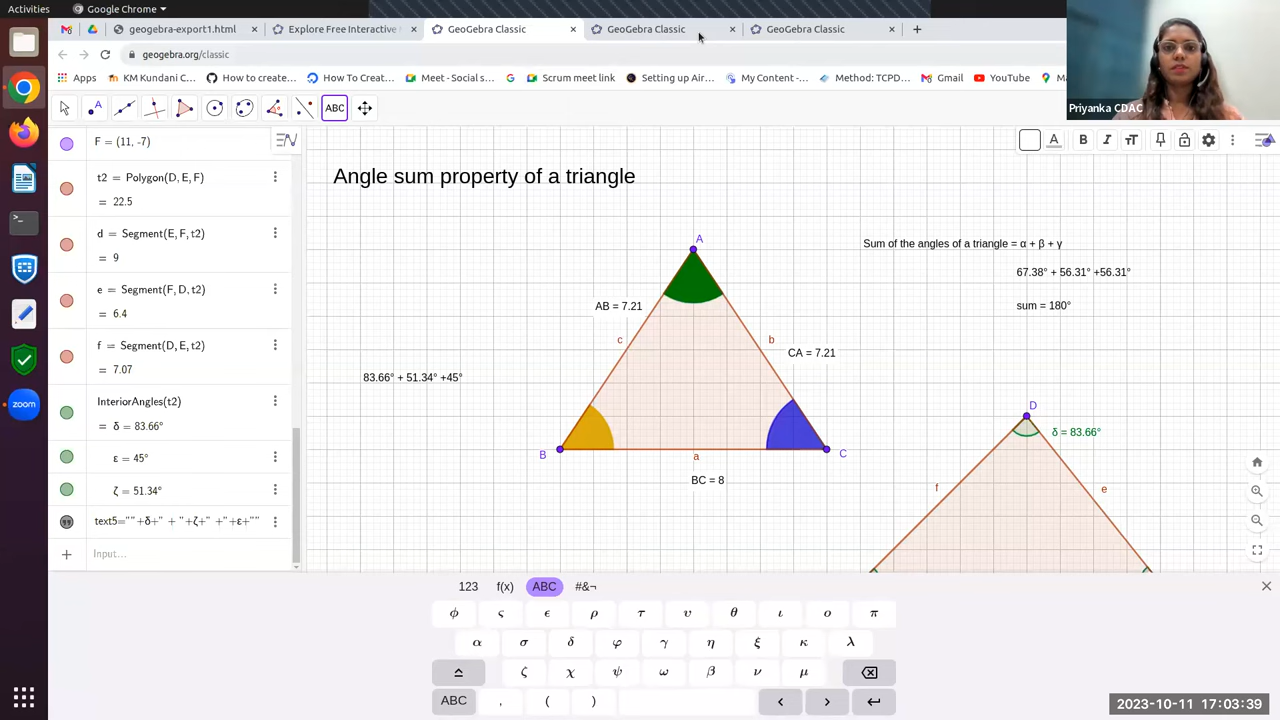 Activities
Google Chrome
geogebra-export1.html
Explore Free Interactive
GeoGebra Classic
GeoGebra Classic
GeoGebra Classic
geogebra.org/classic
Apps
KM Kundani C...
How to create...
How To Creat...
Meet - Social s...
Scrum meet link
Setting up Air...
My Content -...
Method: TCPD...
Gmail
YouTube
Ma
ABC
Priyanka CDAC
F = (11, -7)
t2 = Polygon(D, E, F)
= 22.5
d = Segment(E, F, t2)
= 9
e = Segment(F, D, t2)
= 6.4
f = Segment(D, E, t2)
= 7.07
InteriorAngles(t2)
= δ = 83.66°
ε = 45°
ζ = 51.34°
text5=""+δ+" + "+ζ+" +"+ε+""
Input...
Angle sum property of a triangle
A
AB = 7.21
c
b
CA = 7.21
83.66° + 51.34° +45°
B
a
C
BC = 8
Sum of the angles of a triangle = α + β + γ
67.38° + 56.31° +56.31°
sum = 180°
D
δ = 83.66°
f
e
123 f(x) ABC #&¬
ϕ ς ϵ ρ τ υ θ ι ο π
α σ δ φ γ η ξ κ λ
ζ χ ψ ω β ν μ
ABC , ( ) < >
zoom
2023-10-11 17:03:39